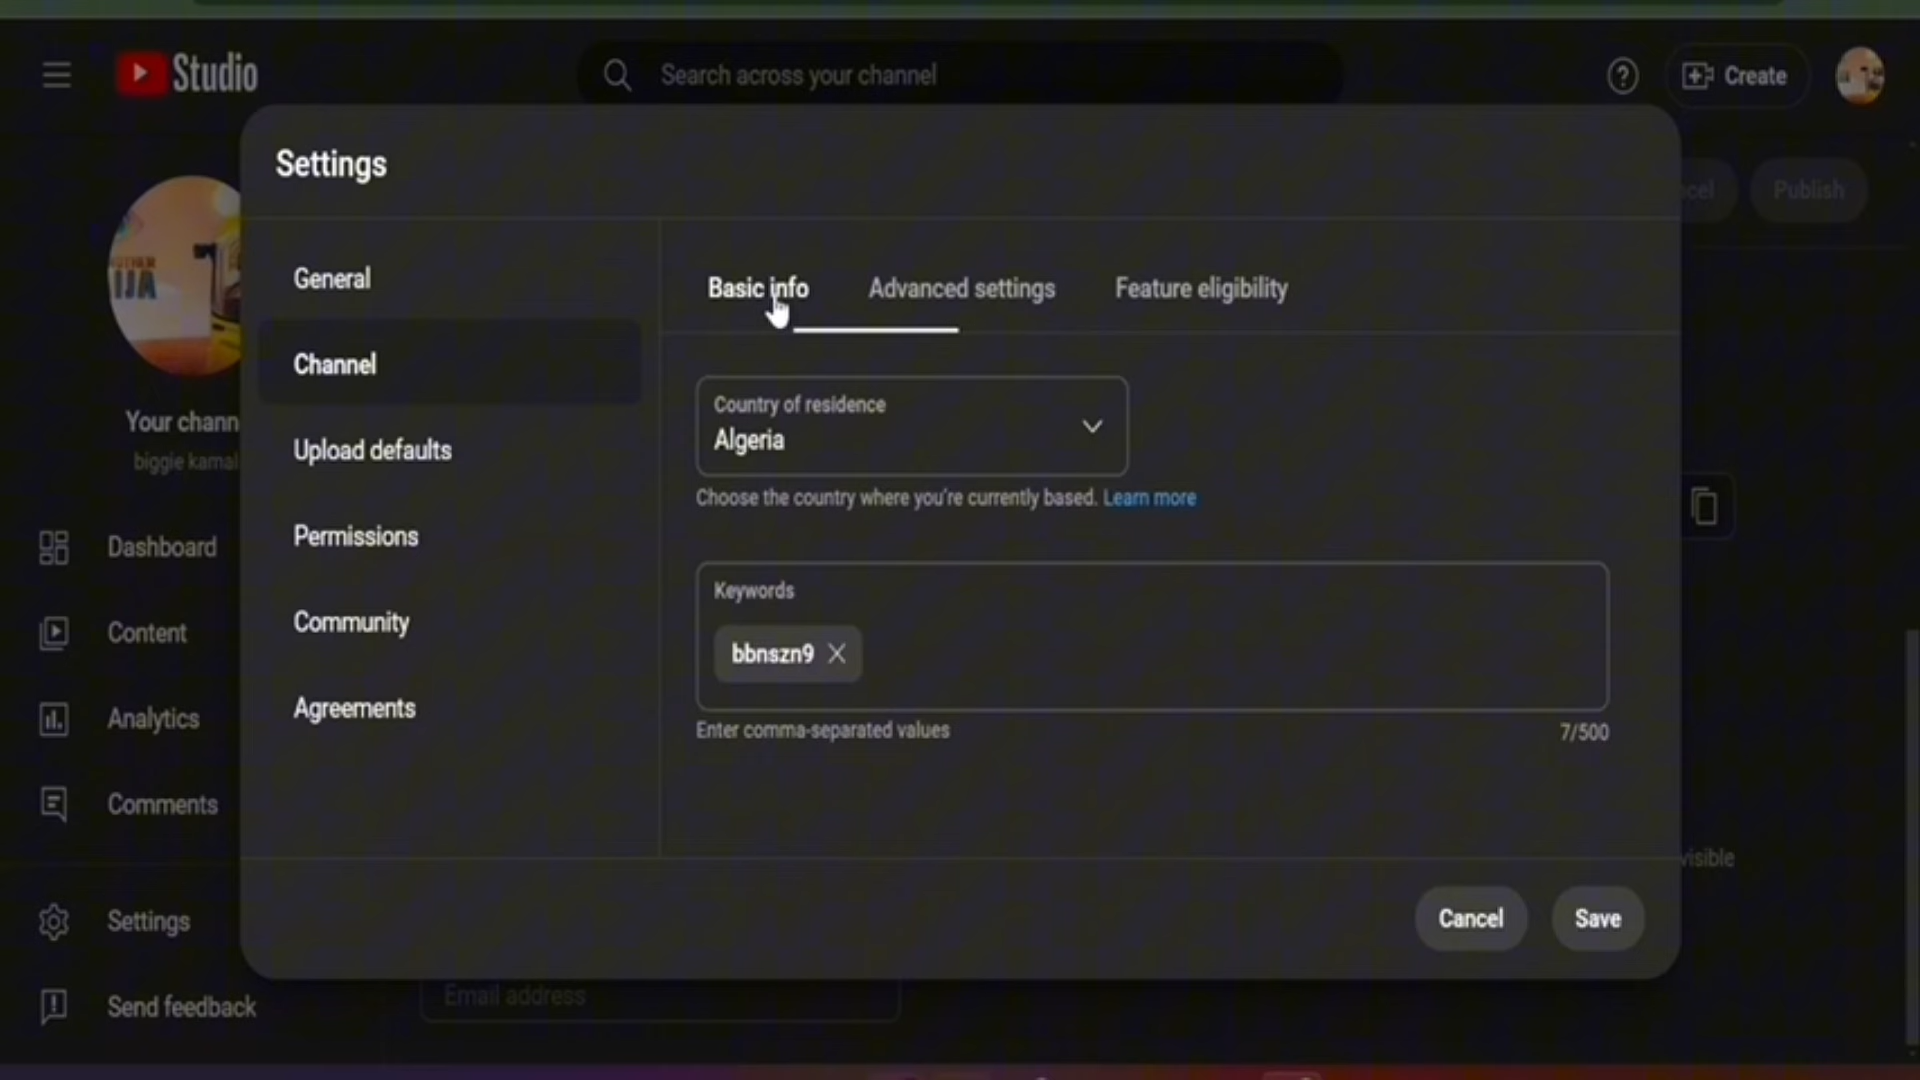 Studio
Search across your channel
Create
Settings
Publish
General
Channel
Upload defaults
Permissions
Community
Agreements
Basic info
Advanced settings
Feature eligibility
Country of residence
Algeria
Choose the country where you're currently based. Learn more
Keywords
bbnszn9
Enter comma-separated values
7/500
Cancel
Save
IJA
Your chann
biggie kamal
Dashboard
Content
Analytics
Comments
Settings
Send feedback
Email address
visible